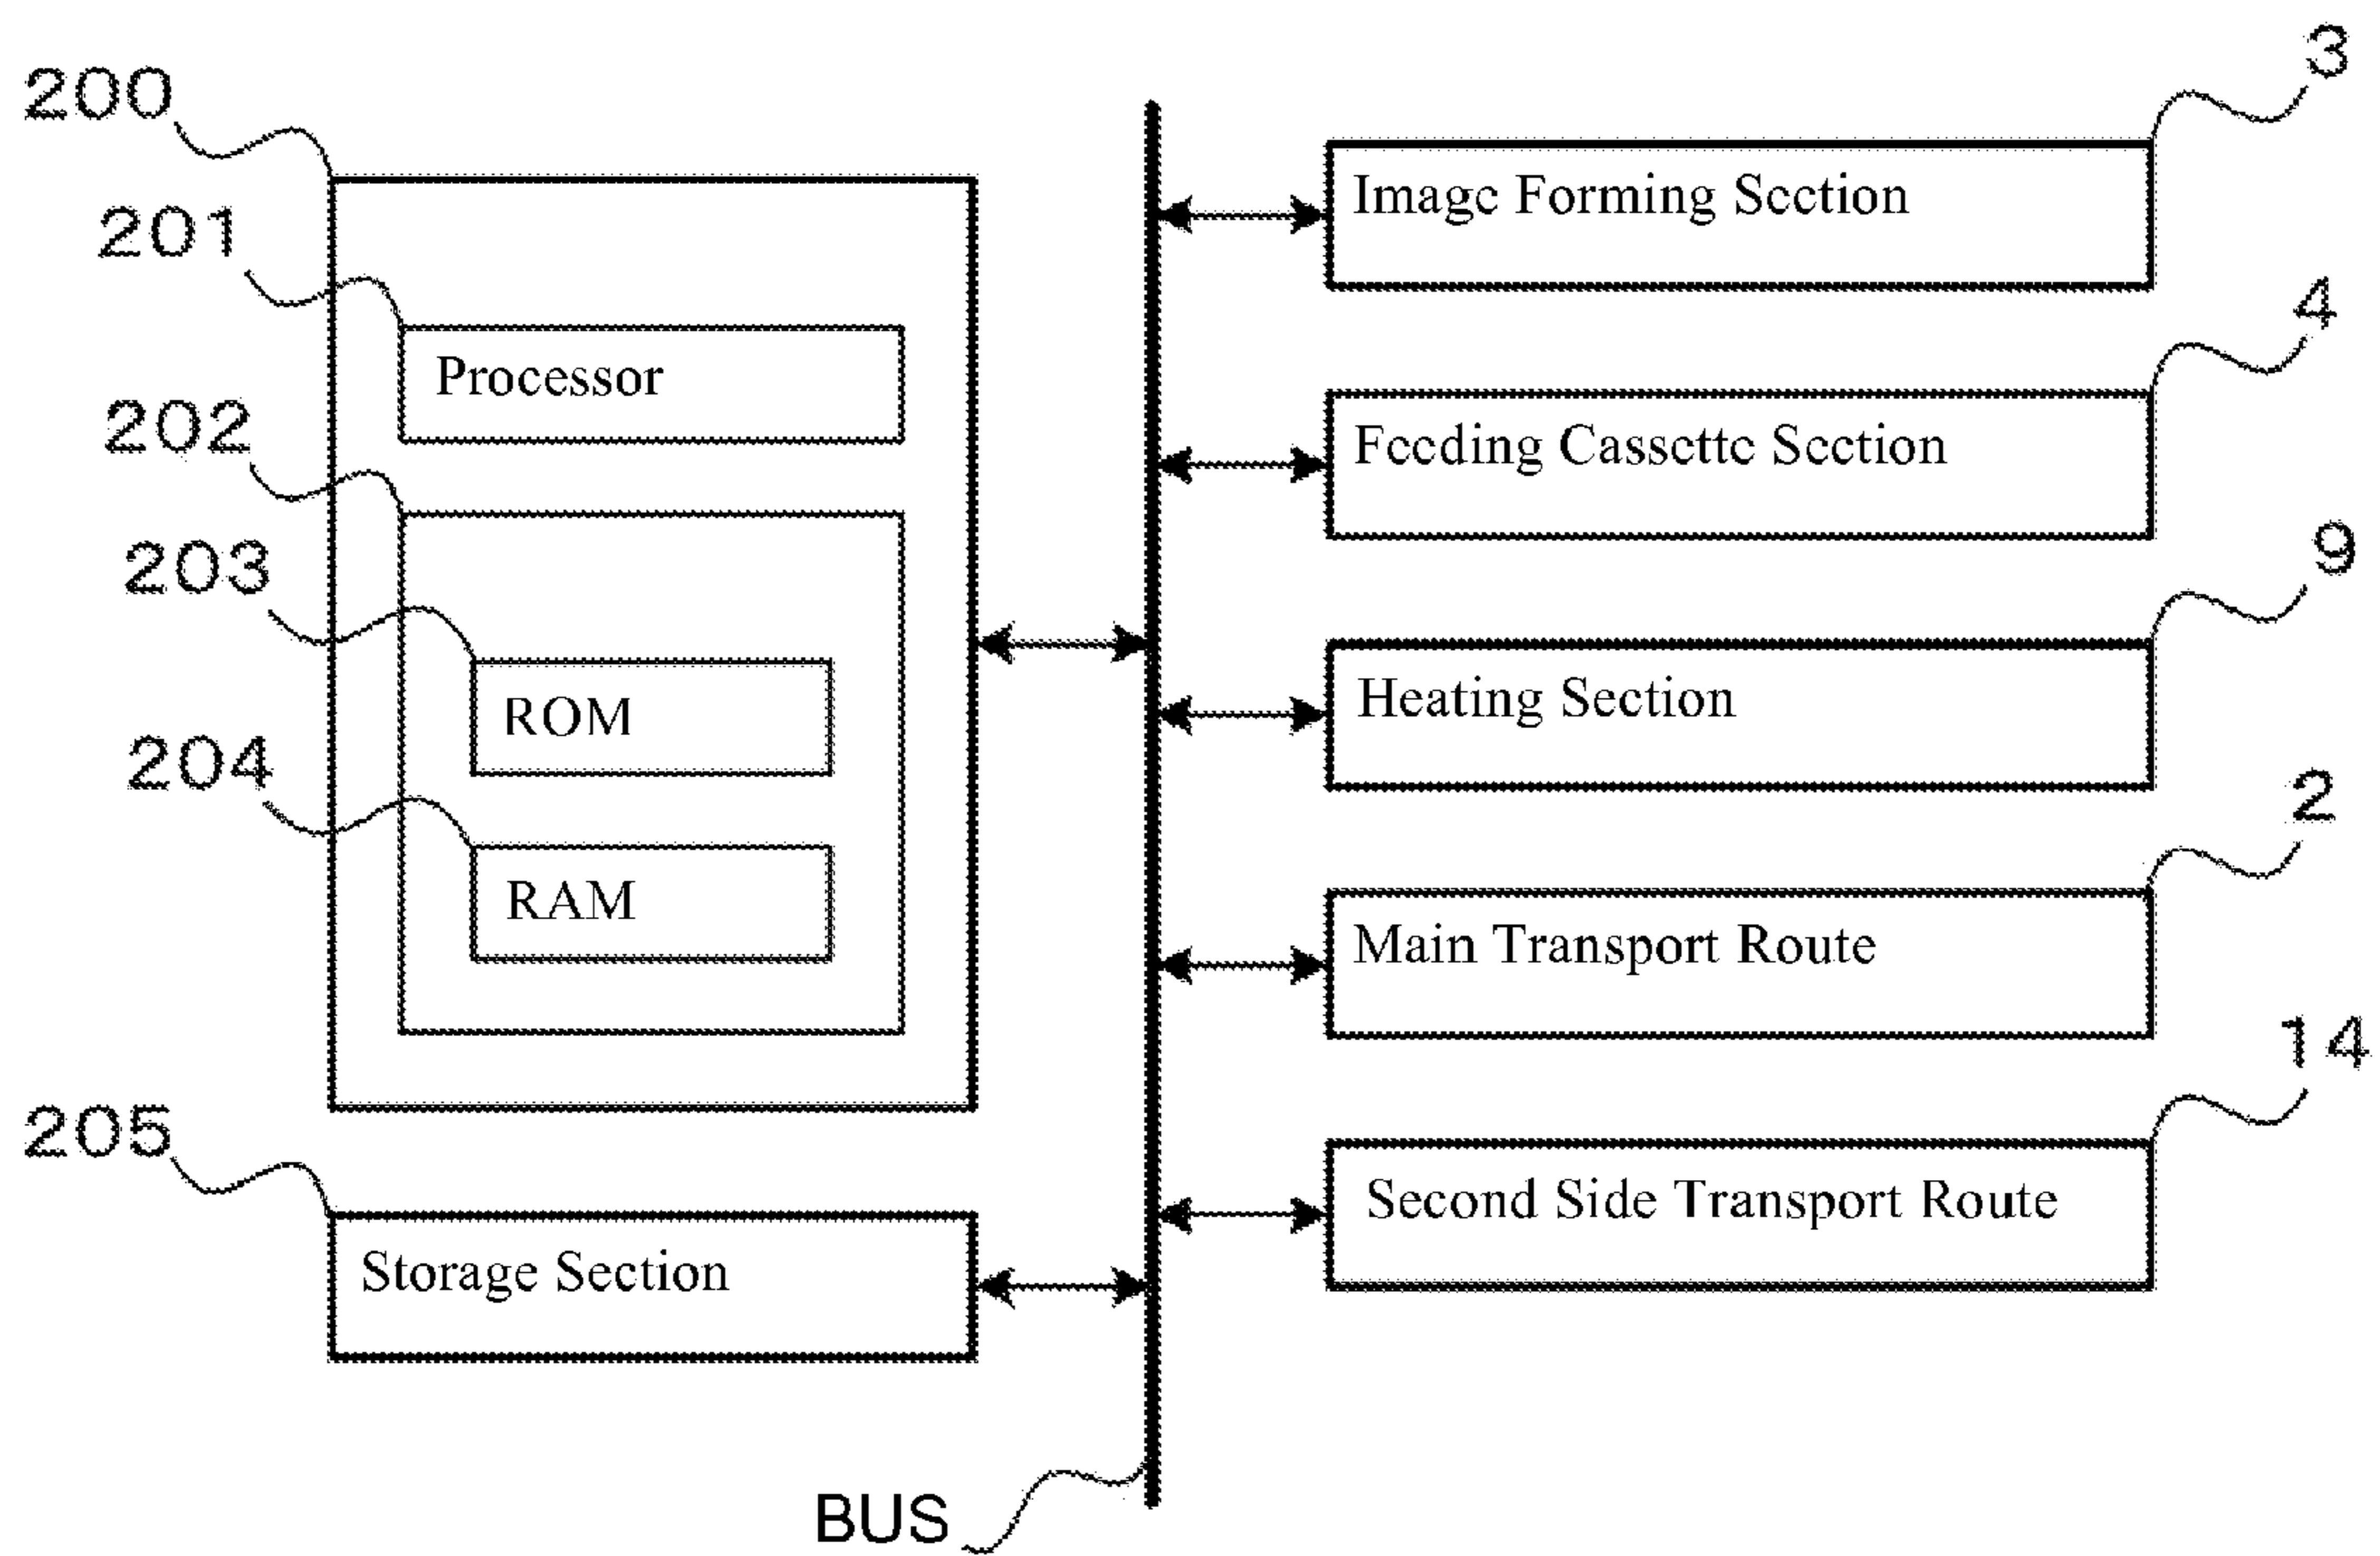 200
201
Processor
202
203
ROM
204
RAM
205
Storage Section
BUS
3
Image Forming Section
4
Feeding Cassette Section
9
Heating Section
2
Main Transport Route
14
Second Side Transport Route